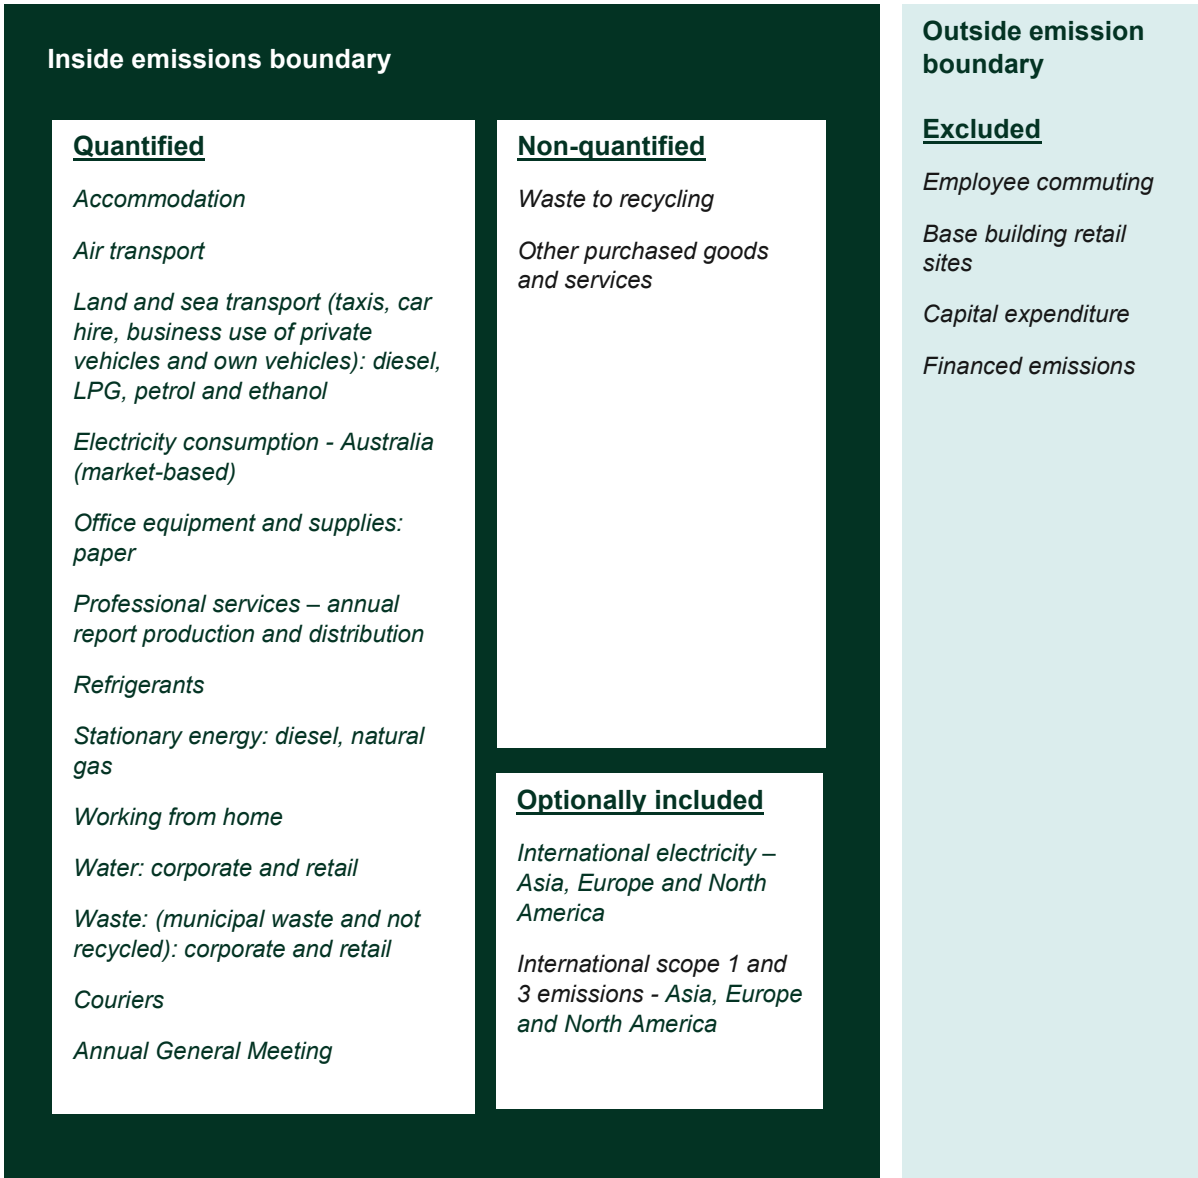 Inside emissions boundary
Quantified
Accommodation
Air transport
Land and sea transport (taxis, car
hire, business use of private
vehicles and own vehicles): diesel,
LPG, petrol and ethanol
Electricity consumption - Australia
(market-based)
Office equipment and supplies:
paper
Professional services – annual
report production and distribution
Refrigerants
Stationary energy: diesel, natural
gas
Working from home
Water: corporate and retail
Waste: (municipal waste and not
recycled): corporate and retail
Couriers
Annual General Meeting
Non-quantified
Waste to recycling
Other purchased goods
and services
Optionally included
International electricity –
Asia, Europe and North
America
International scope 1 and
3 emissions - Asia, Europe
and North America
Outside emission
boundary
Excluded
Employee commuting
Base building retail
sites
Capital expenditure
Financed emissions